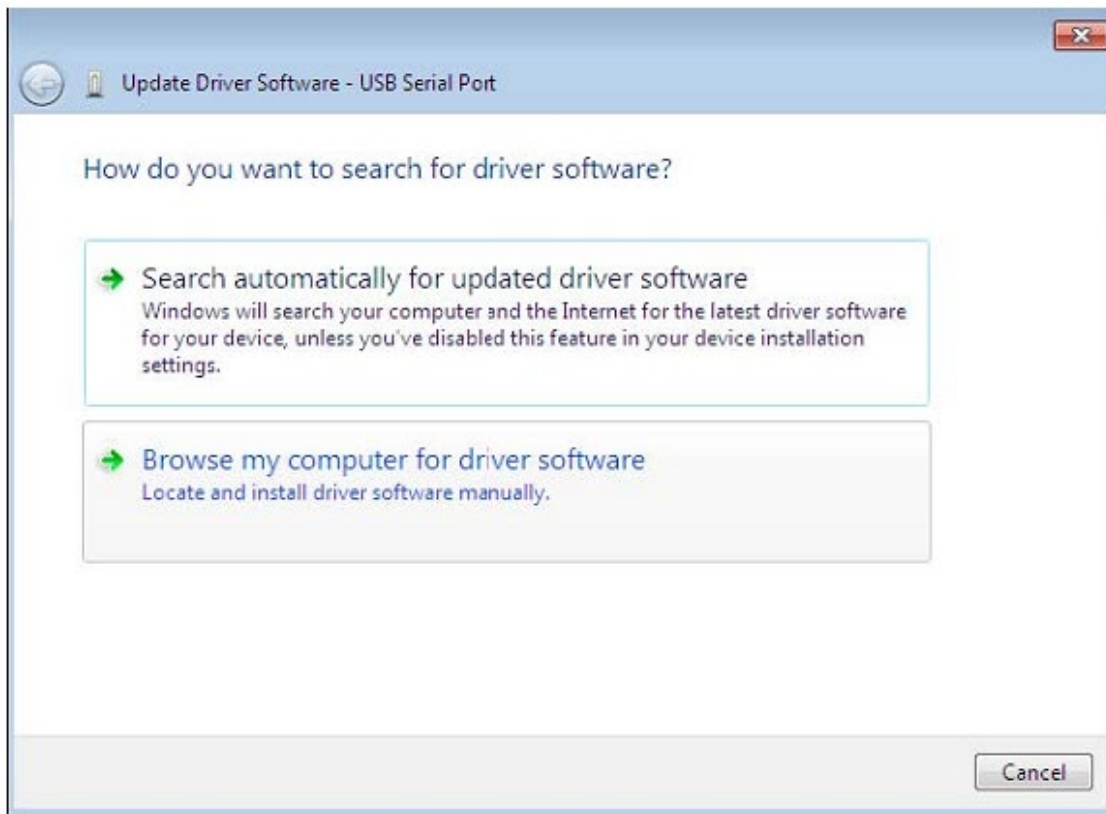 Update Driver Software - USB Serial Port
How do you want to search for driver software?
Search automatically for updated driver software
Windows will search your computer and the Internet for the latest driver software
for your device, unless you've disabled this feature in your device installation
settings.
Browse my computer for driver software
Locate and install driver software manually.
Cancel